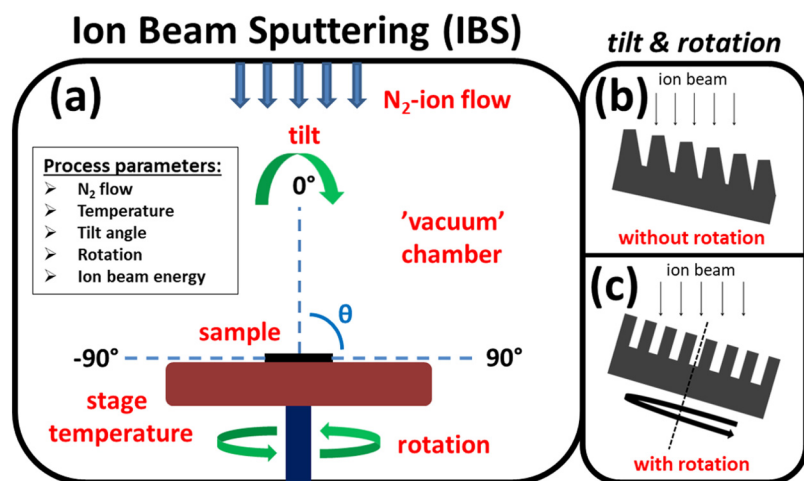 Ion Beam Sputtering (IBS)
tilt & rotation
(a)
N₂-ion flow
tilt
0°
Process parameters:
➢ N₂ flow
➢ Temperature
➢ Tilt angle
➢ Rotation
➢ Ion beam energy
'vacuum'
chamber
θ
sample
-90°
90°
stage
temperature
rotation
(b)
ion beam
without rotation
(c)
ion beam
with rotation